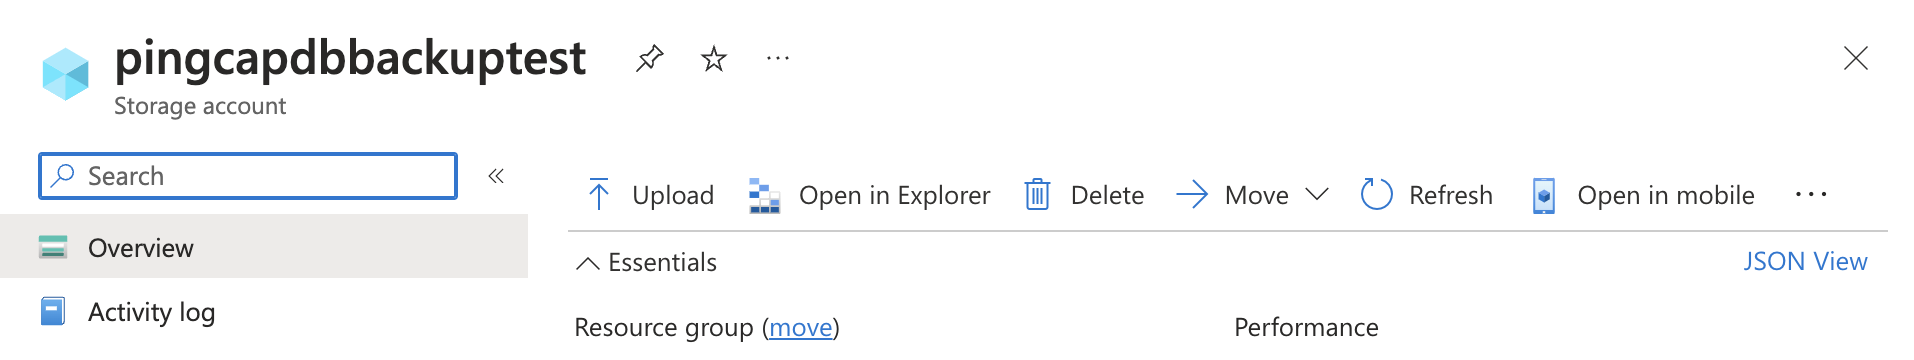 pingcapdbbackuptest
Storage account
Search
Upload Open in Explorer Delete Move Refresh Open in mobile
Overview
Essentials JSON View
Activity log
Resource group (move) Performance